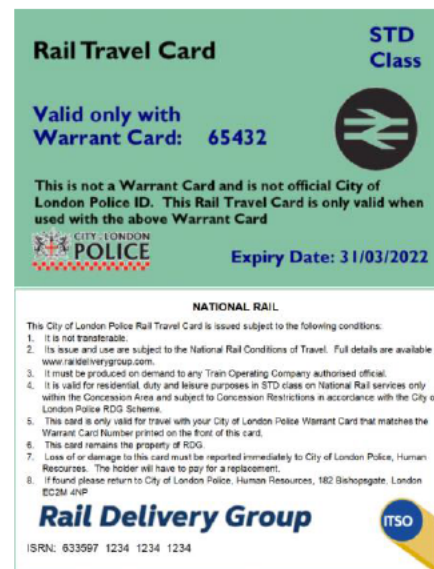 Rail Travel Card
STD
Class
Valid only with
Warrant Card: 65432
This is not a Warrant Card and is not official City of
London Police ID. This Rail Travel Card is only valid when
used with the above Warrant Card
CITY LONDON
POLICE
Expiry Date: 31/03/2022
NATIONAL RAIL
This City of London Police Rail Travel Card is issued subject to the following conditions:
1. It is not transferable.
2. Its issue and use are subject to the National Rail Conditions of Travel. Full details are available
www.raildeliverygroup.com.
3. It must be produced on demand to any Train Operating Company authorised official.
4. It is valid for residential, duty and leisure purposes in STD class on National Rail services only
within the Concession Area and subject to Concession Restrictions in accordance with the City o
London Police RDG Scheme.
5. This card is only valid for travel with your City of London Police Warrant Card that matches the
Warrant Card Number printed on the front of this card.
6. This card remains the property of RDG.
7. Loss of or damage to this card must be reported immediately to City of London Police, Human
Resources. The holder will have to pay for a replacement.
8. If found please return to City of London Police, Human Resources, 182 Bishopsgate, London
EC2M 4NP
Rail Delivery Group
ITSO
ISRN: 633597 1234 1234 1234